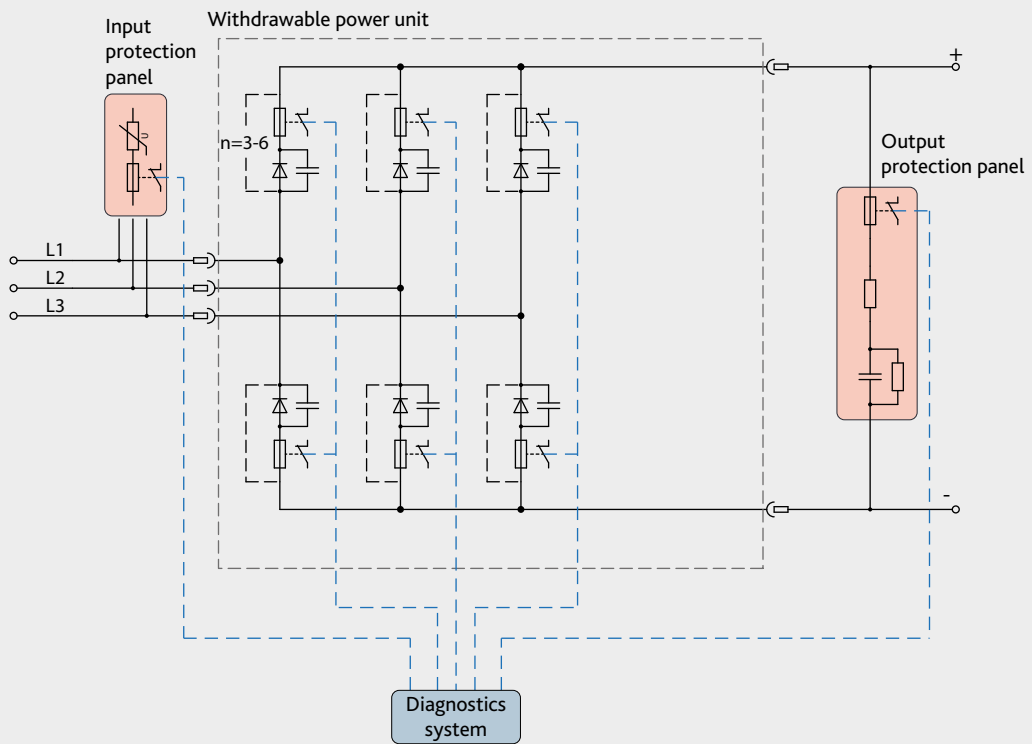 Withdrawable power unit
Input
protection
panel
+
U
n=3-6
Output
protection panel
L1
L2
L3
-
Diagnostics
system